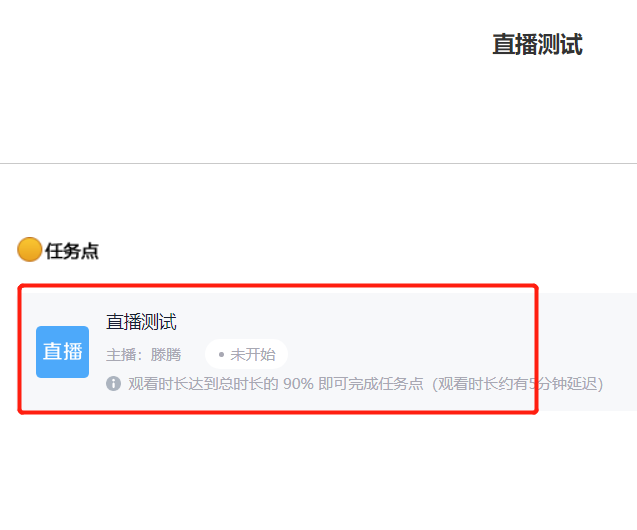 直播测试
任务点
直播测试
直播
主播：滕腾 • 未开始
观看时长达到总时长的 90% 即可完成任务点（观看时长约有5分钟延迟）